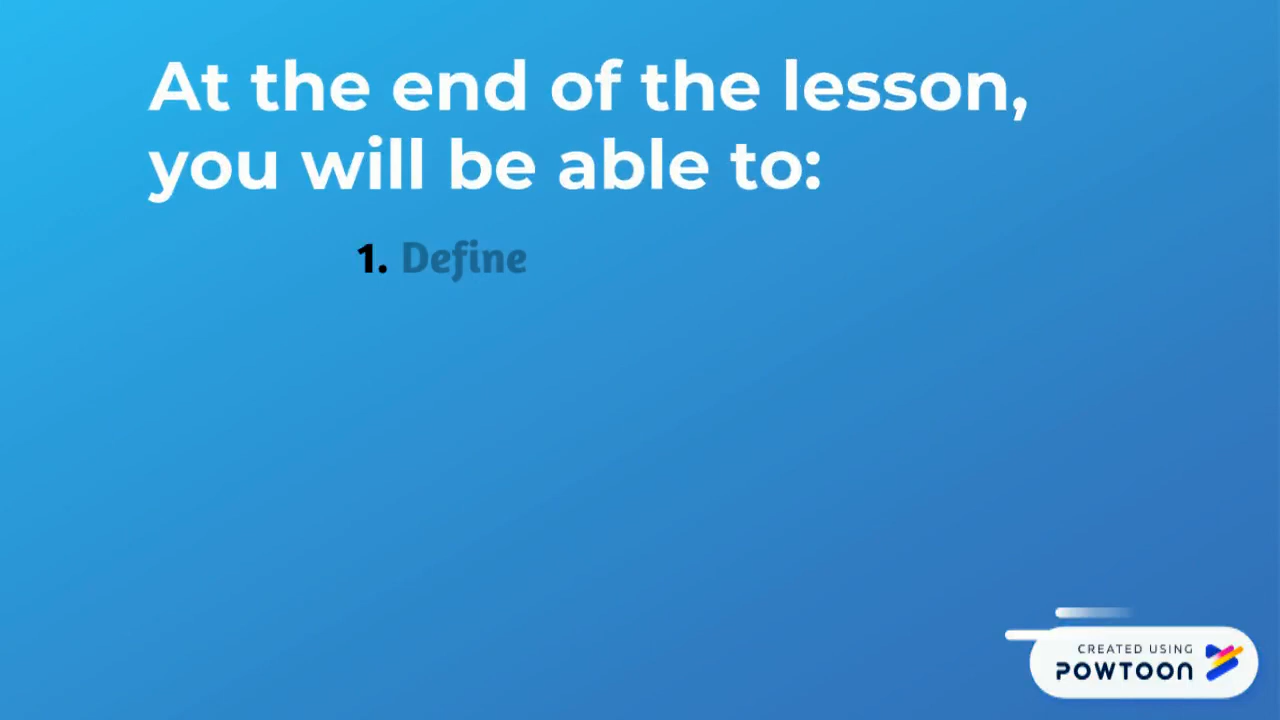 At the end of the lesson,
you will be able to:
1. Define
CREATED USING
POWTOON